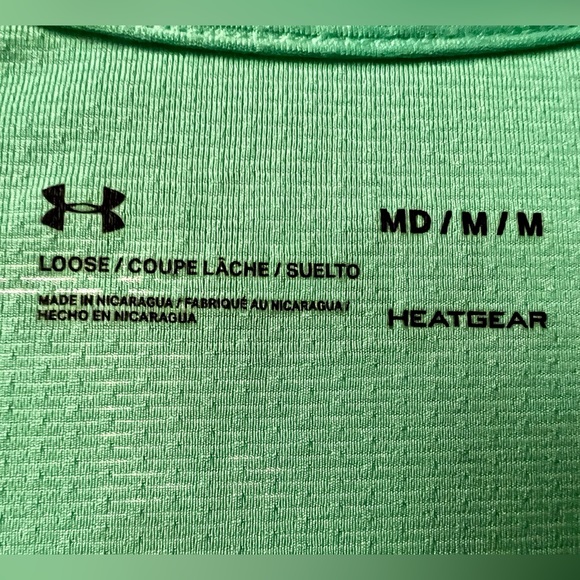 MD / M / M
LOOSE / COUPE LÂCHE / SUELTO
MADE IN NICARAGUA / FABRIQUÉ AU NICARAGUA /
HECHO EN NICARAGUA
HEATGEAR